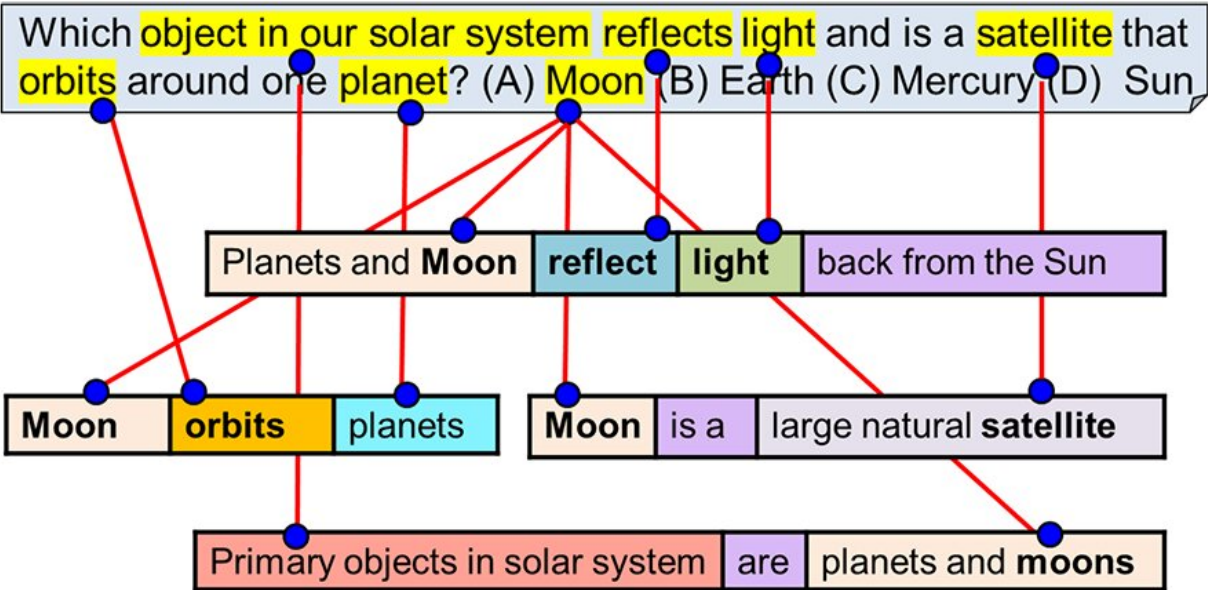 Which object in our solar system reflects light and is a satellite that
orbits around one planet? (A) Moon (B) Earth (C) Mercury (D) Sun
Planets and Moon reflect light back from the Sun
Moon orbits planets
Moon is a large natural satellite
Primary objects in solar system are planets and moons